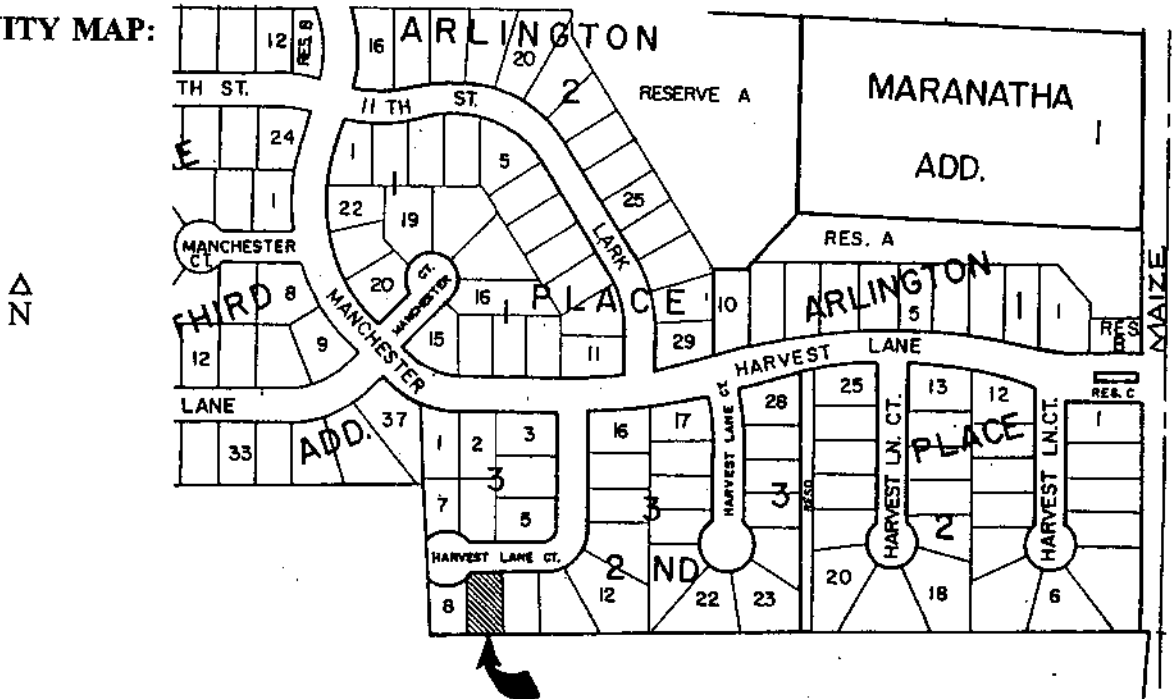 ITY MAP:
ARLINGTON
12
RES. B
16
20
2
RESERVE A
MARANATHA
ADD.
1
TH ST.
11 TH ST.
24
E
1
5
1
1
22
19
25
LARK
RES. A
MANCHESTER
CT.
N
20
CT.
MANCHESTER
16
1
PLACE
10
ARLINGTON
5
1
1
MAIZE
THIRD
8
MANCHESTER
15
11
29
RES
B
12
9
HARVEST LANE
RES. C
LANE
37
ADD.
33
1
2
3
16
17
HARVEST LANE CT.
28
25
HARVEST LN. CT.
13
12
PLACE
HARVEST LN. CT.
1
3
7
5
3
3
2
HARVEST LANE CT.
2 ND
8
12
22
23
20
18
6